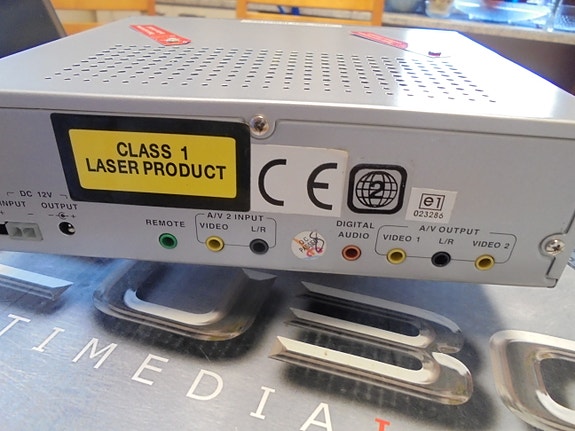 CLASS 1
LASER PRODUCT
CE
2
e1
023286
DC 12V
INPUT OUTPUT
+ -
REMOTE
A/V 2 INPUT
VIDEO L/R
DIGITAL
AUDIO
A/V OUTPUT
VIDEO 1 L/R VIDEO 2
TIMEDIA